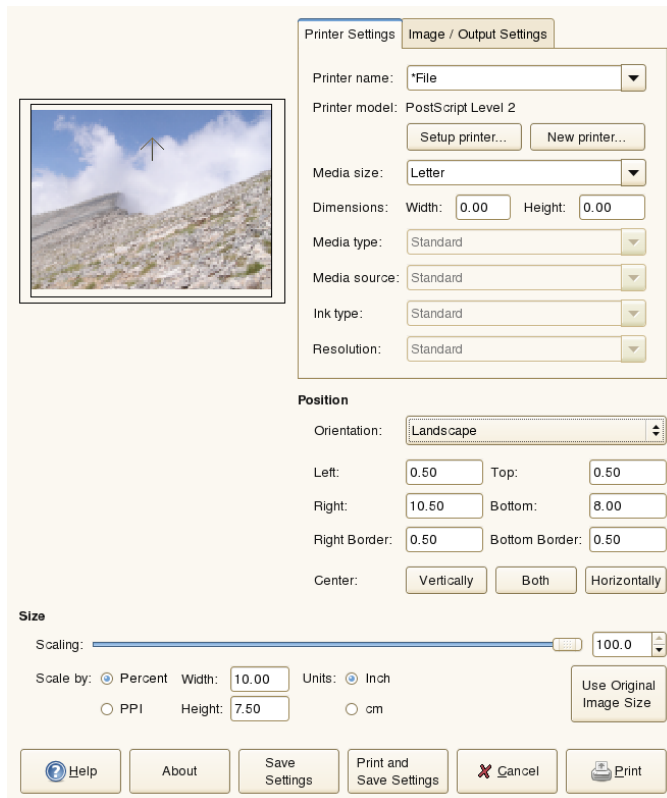 Printer Settings Image / Output Settings
Printer name: *File
Printer model: PostScript Level 2
Setup printer... New printer...
Media size: Letter
Dimensions: Width: 0.00 Height: 0.00
Media type: Standard
Media source: Standard
Ink type: Standard
Resolution: Standard
Position
Orientation: Landscape
Left: 0.50 Top: 0.50
Right: 10.50 Bottom: 8.00
Right Border: 0.50 Bottom Border: 0.50
Center: Vertically Both Horizontally
Size
Scaling: 100.0
Scale by: Percent Width: 10.00 Units: Inch
PPI Height: 7.50 cm
Use Original
Image Size
Help About Save Settings Print and Save Settings Cancel Print